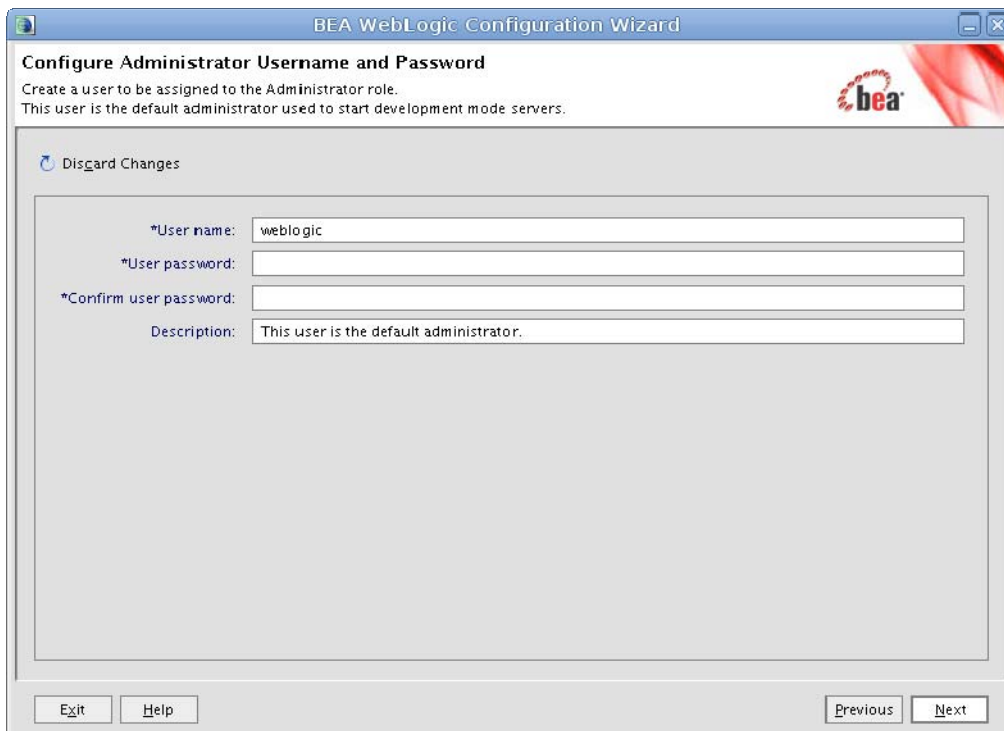 BEA WebLogic Configuration Wizard
Configure Administrator Username and Password
Create a user to be assigned to the Administrator role.
This user is the default administrator used to start development mode servers.
bea
Discard Changes
*User name: weblogic
*User password:
*Confirm user password:
Description: This user is the default administrator.
Exit Help Previous Next